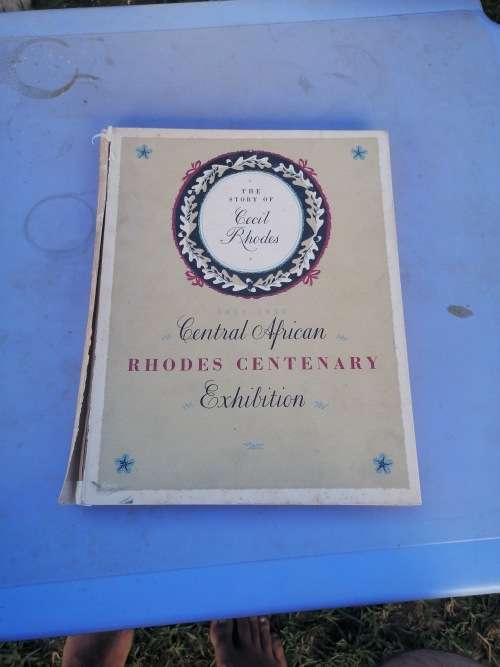 THE
STORY OF
Cecil
Rhodes
Central African
RHODES CENTENARY
Exhibition